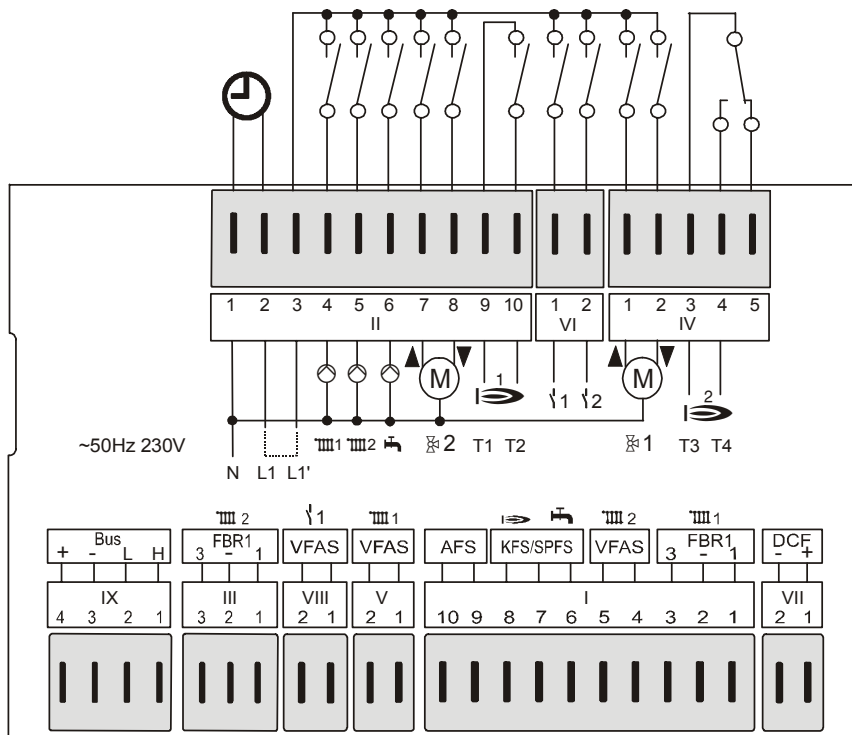 1 2 3 4 5 6 7 8 9 10
II
1 2
VI
1 2 3 4 5
IV
M
1
1 2
M
2
~50Hz 230V
N L1 L1'
1 2
2
T1 T2
1
T3 T4
2
1
2
1
2
1
Bus
+ - L H
IX
4 3 2 1
FBR1
3 - 1
III
3 2 1
VFAS
VIII
2 1
VFAS
V
2 1
AFS
KFS/SPFS
VFAS
FBR1
3 - 1
I
10 9 8 7 6 5 4 3 2 1
DCF
- +
VII
2 1